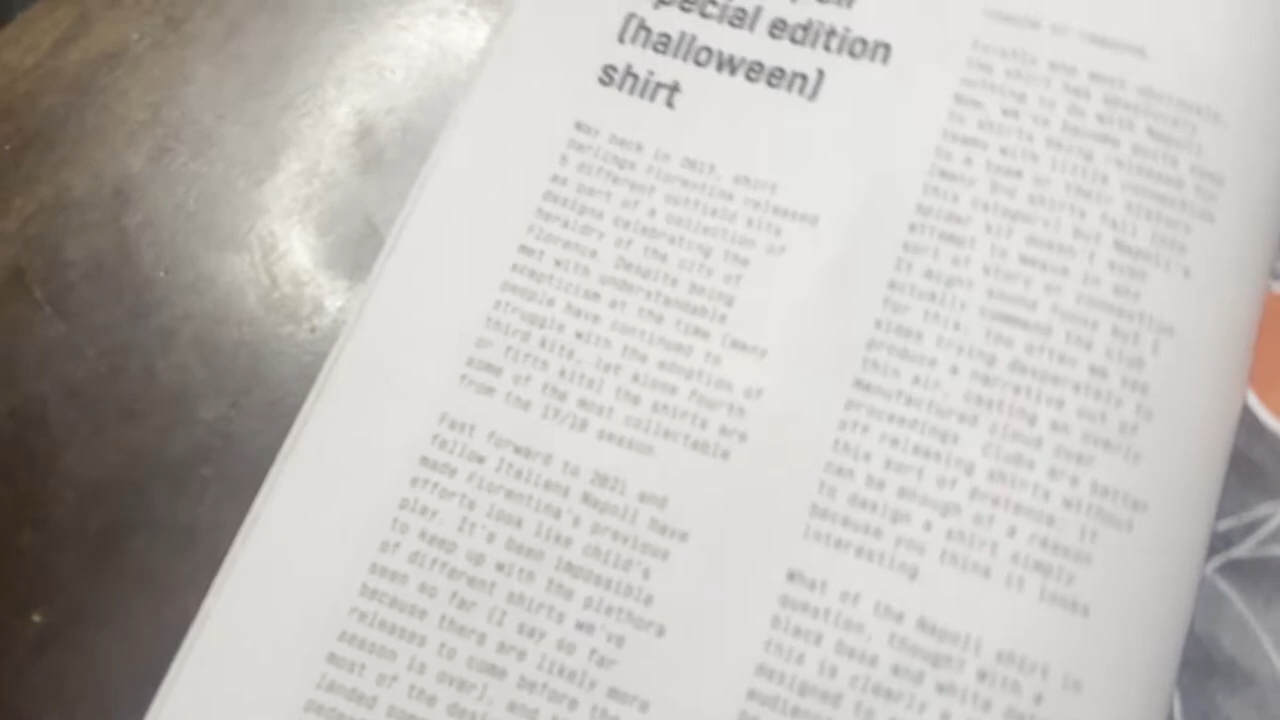 special edition
[halloween]
shirt
Way back in 2017, shirt
darlings Fiorentina released
5 different outfield kits
as part of a collection of
designs celebrating the
heraldry of the city of
Florence. Despite being
met with understandable
scepticism at the time (many
people have continued to
struggle with the adoption of
third kits, let alone fourth
or fifth kits) the shirts are
some of the most collectable
from the 17/18 season.
Fast forward to 2021 and
fellow Italians Napoli have
made Fiorentina's previous
efforts look like child's
play. It's been impossible
to keep up with the plethora
of different shirts we've
seen so far (I say so far
because there are likely more
releases to come before the
season is over), and
most of the
landed
this shirt has absolutely
nothing to do with Napoli.
Now, we've become quite used
to shirts being released for
teams with little connection
to a team or their history
(many 3rd shirts fall into
this category) but Napoli's
spider kit doesn't even
attempt to weave in any
sort of story or connection.
It might sound funny but I
actually commend the club
for this; too often we see
sides trying desperately to
produce a narrative out of
thin air, casting an overly
manufactured cloud over
proceedings. Clubs are better
off releasing shirts without
this sort of pretense; it
can be enough of a reason
to design a shirt simply
because you think it looks
interesting.
What of the Napoli shirt in
question, though? With a
black base and white
this is clearly a
designed to
audience